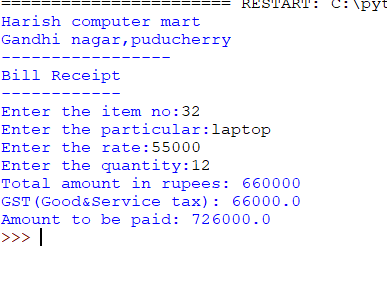 ======================= RESTART: C:\pyt
Harish computer mart
Gandhi nagar,puducherry
-----------------
Bill Receipt
------------
Enter the item no:32
Enter the particular:laptop
Enter the rate:55000
Enter the quantity:12
Total amount in rupees: 660000
GST(Good&Service tax): 66000.0
Amount to be paid: 726000.0
>>>